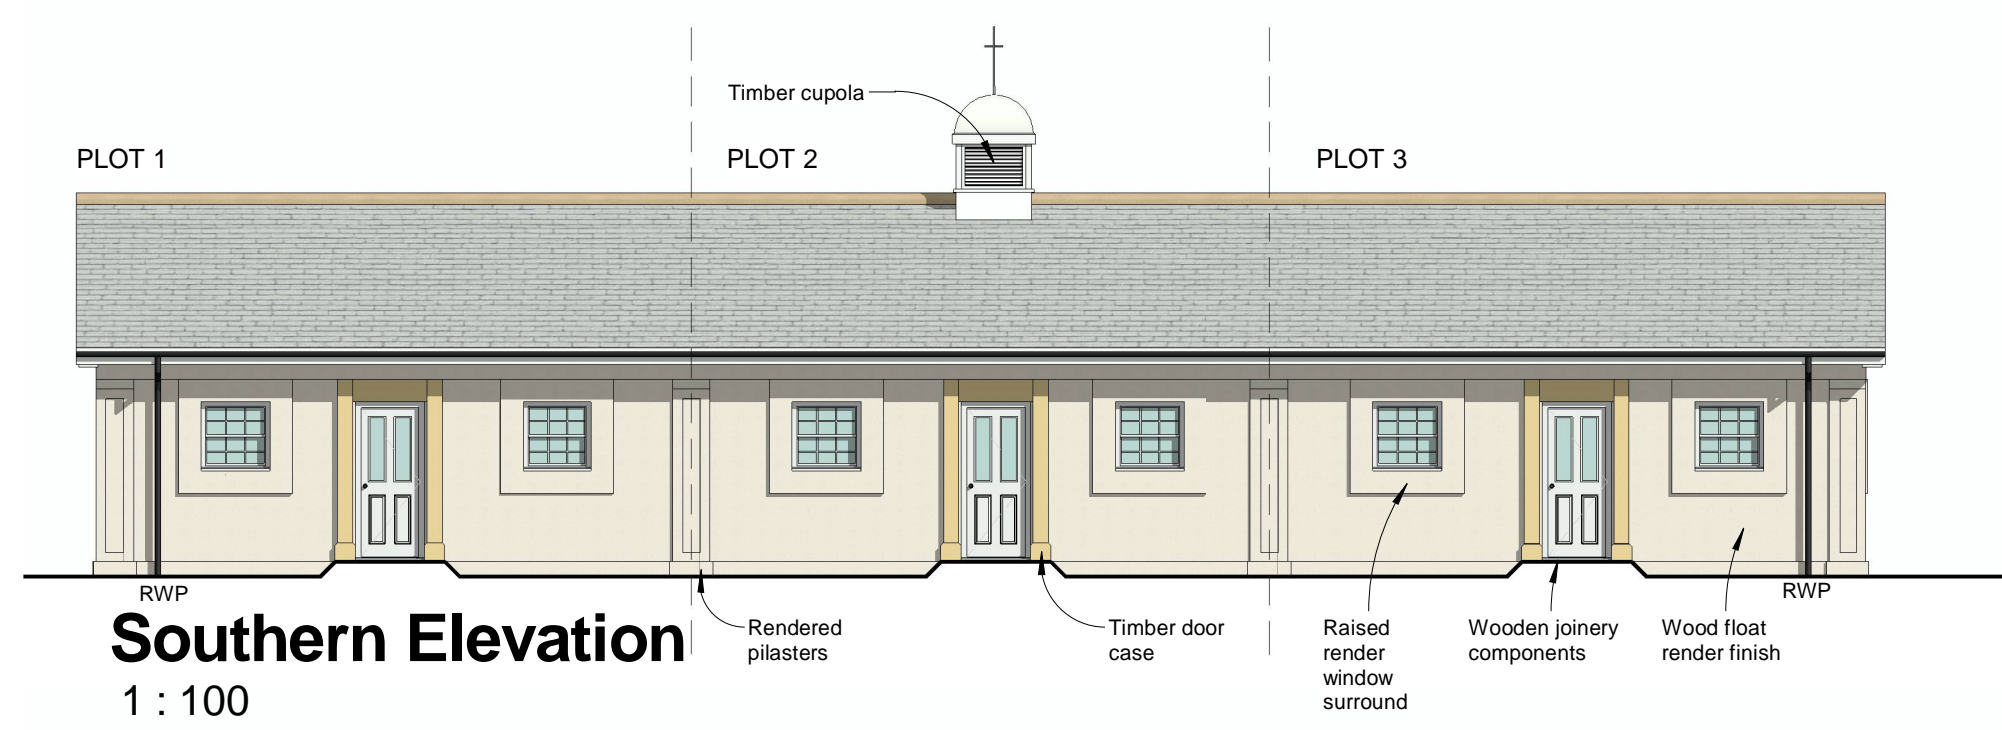 Timber cupola
PLOT 1
PLOT 2
PLOT 3
RWP
RWP
Southern Elevation
1 : 100
Rendered
pilasters
Timber door
case
Raised
render
window
surround
Wooden joinery
components
Wood float
render finish